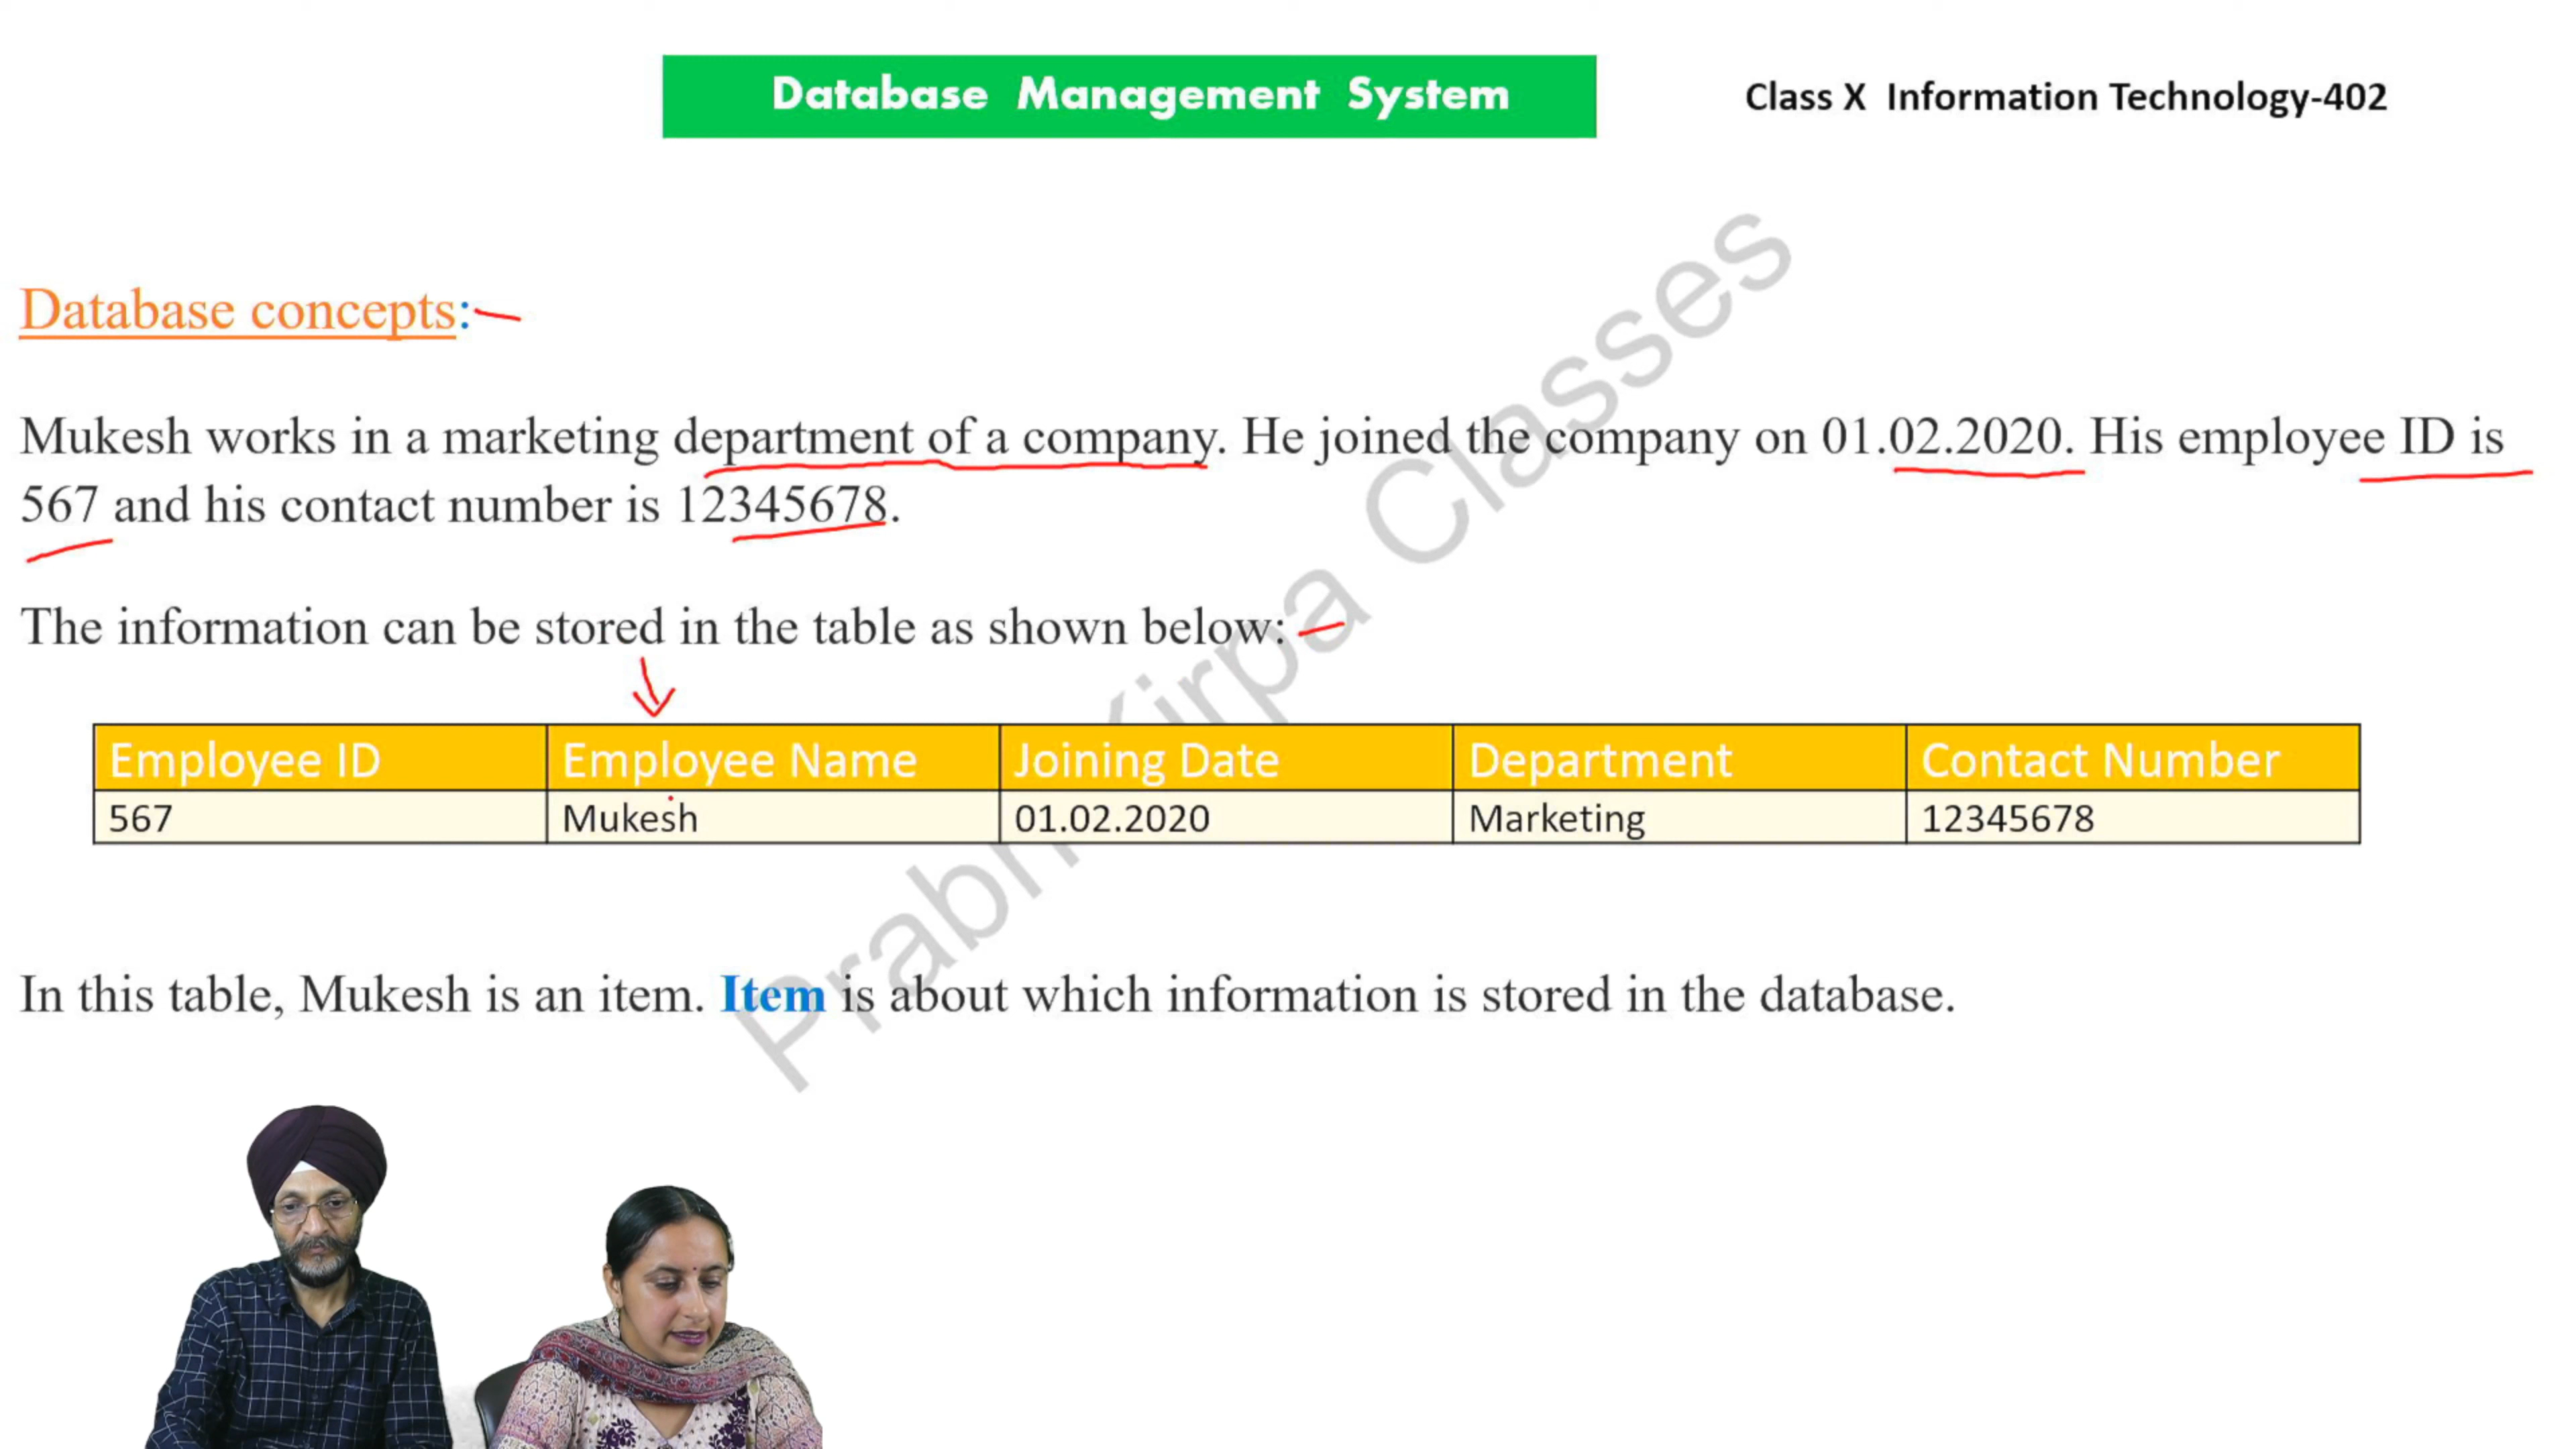 Database Management System
Class X Information Technology-402
Database concepts:
Mukesh works in a marketing department of a company. He joined the company on 01.02.2020. His employee ID is
567 and his contact number is 12345678.
The information can be stored in the table as shown below:
Employee ID Employee Name Joining Date Department Contact Number
567 Mukesh 01.02.2020 Marketing 12345678
In this table, Mukesh is an item. Item is about which information is stored in the database.
Prabh Kirpa Classes